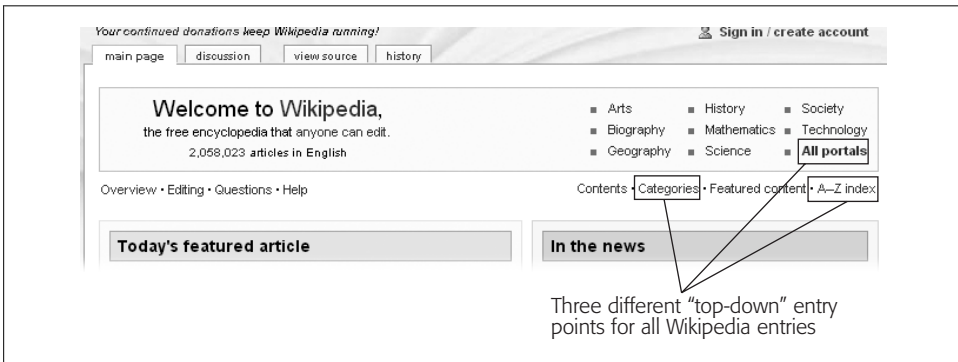 Your continued donations keep Wikipedia running!
Sign in / create account
main page discussion view source history
Welcome to Wikipedia,
the free encyclopedia that anyone can edit.
2,058,023 articles in English
Arts History Society
Biography Mathematics Technology
Geography Science All portals
Overview • Editing • Questions • Help
Contents • Categories • Featured content • A–Z index
Today's featured article
In the news
Three different “top-down” entry
points for all Wikipedia entries